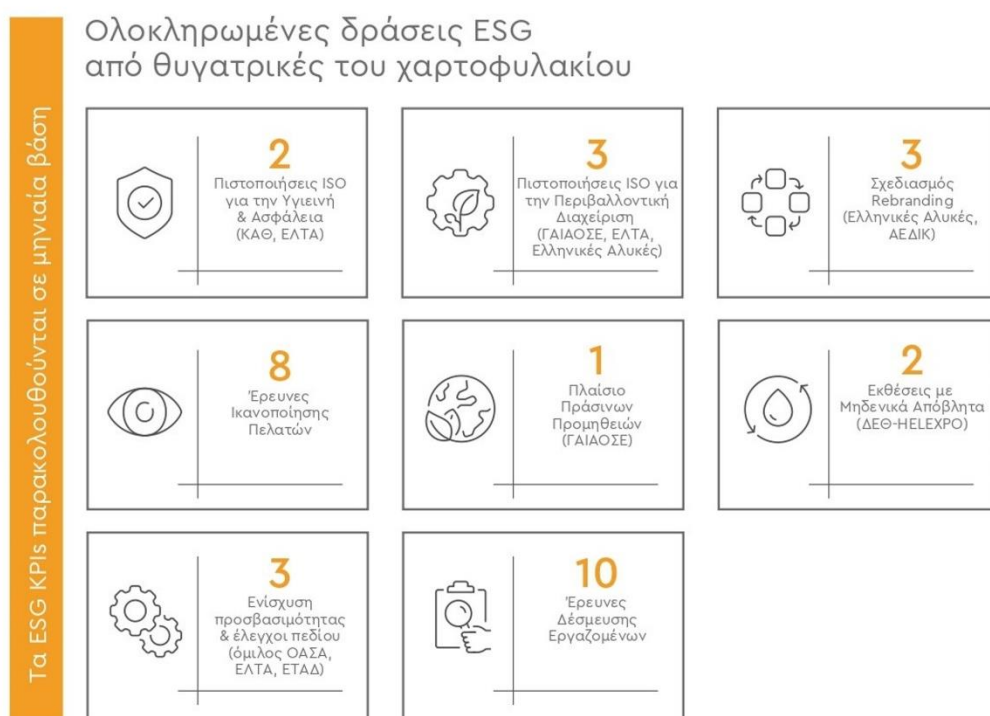 Τα ESG KPIs παρακολουθούνται σε μηνιαία βάση
Ολοκληρωμένες δράσεις ESG
από θυγατρικές του χαρτοφυλακίου
2
Πιστοποιήσεις ISO
για την Υγιεινή
& Ασφάλεια
(ΚΑΘ, ΕΛΤΑ)
3
Πιστοποιήσεις ISO για
την Περιβαλλοντική
Διαχείριση
(ΓΑΙΑΟΣΕ, ΕΛΤΑ,
Ελληνικές Αλυκές)
3
Σχεδιασμός
Rebranding
(Ελληνικές Αλυκές,
ΑΕΔΙΚ)
8
Έρευνες
Ικανοποίησης
Πελατών
1
Πλαίσιο
Πράσινων
Προμηθειών
(ΓΑΙΑΟΣΕ)
2
Εκθέσεις με
Μηδενικά Απόβλητα
(ΔΕΘ-HELEXPO)
3
Ενίσχυση
προσβασιμότητας
& έλεγχοι πεδίου
(όμιλος ΟΑΣΑ,
ΕΛΤΑ, ΕΤΑΔ)
10
Έρευνες
Δέσμευσης
Εργαζομένων